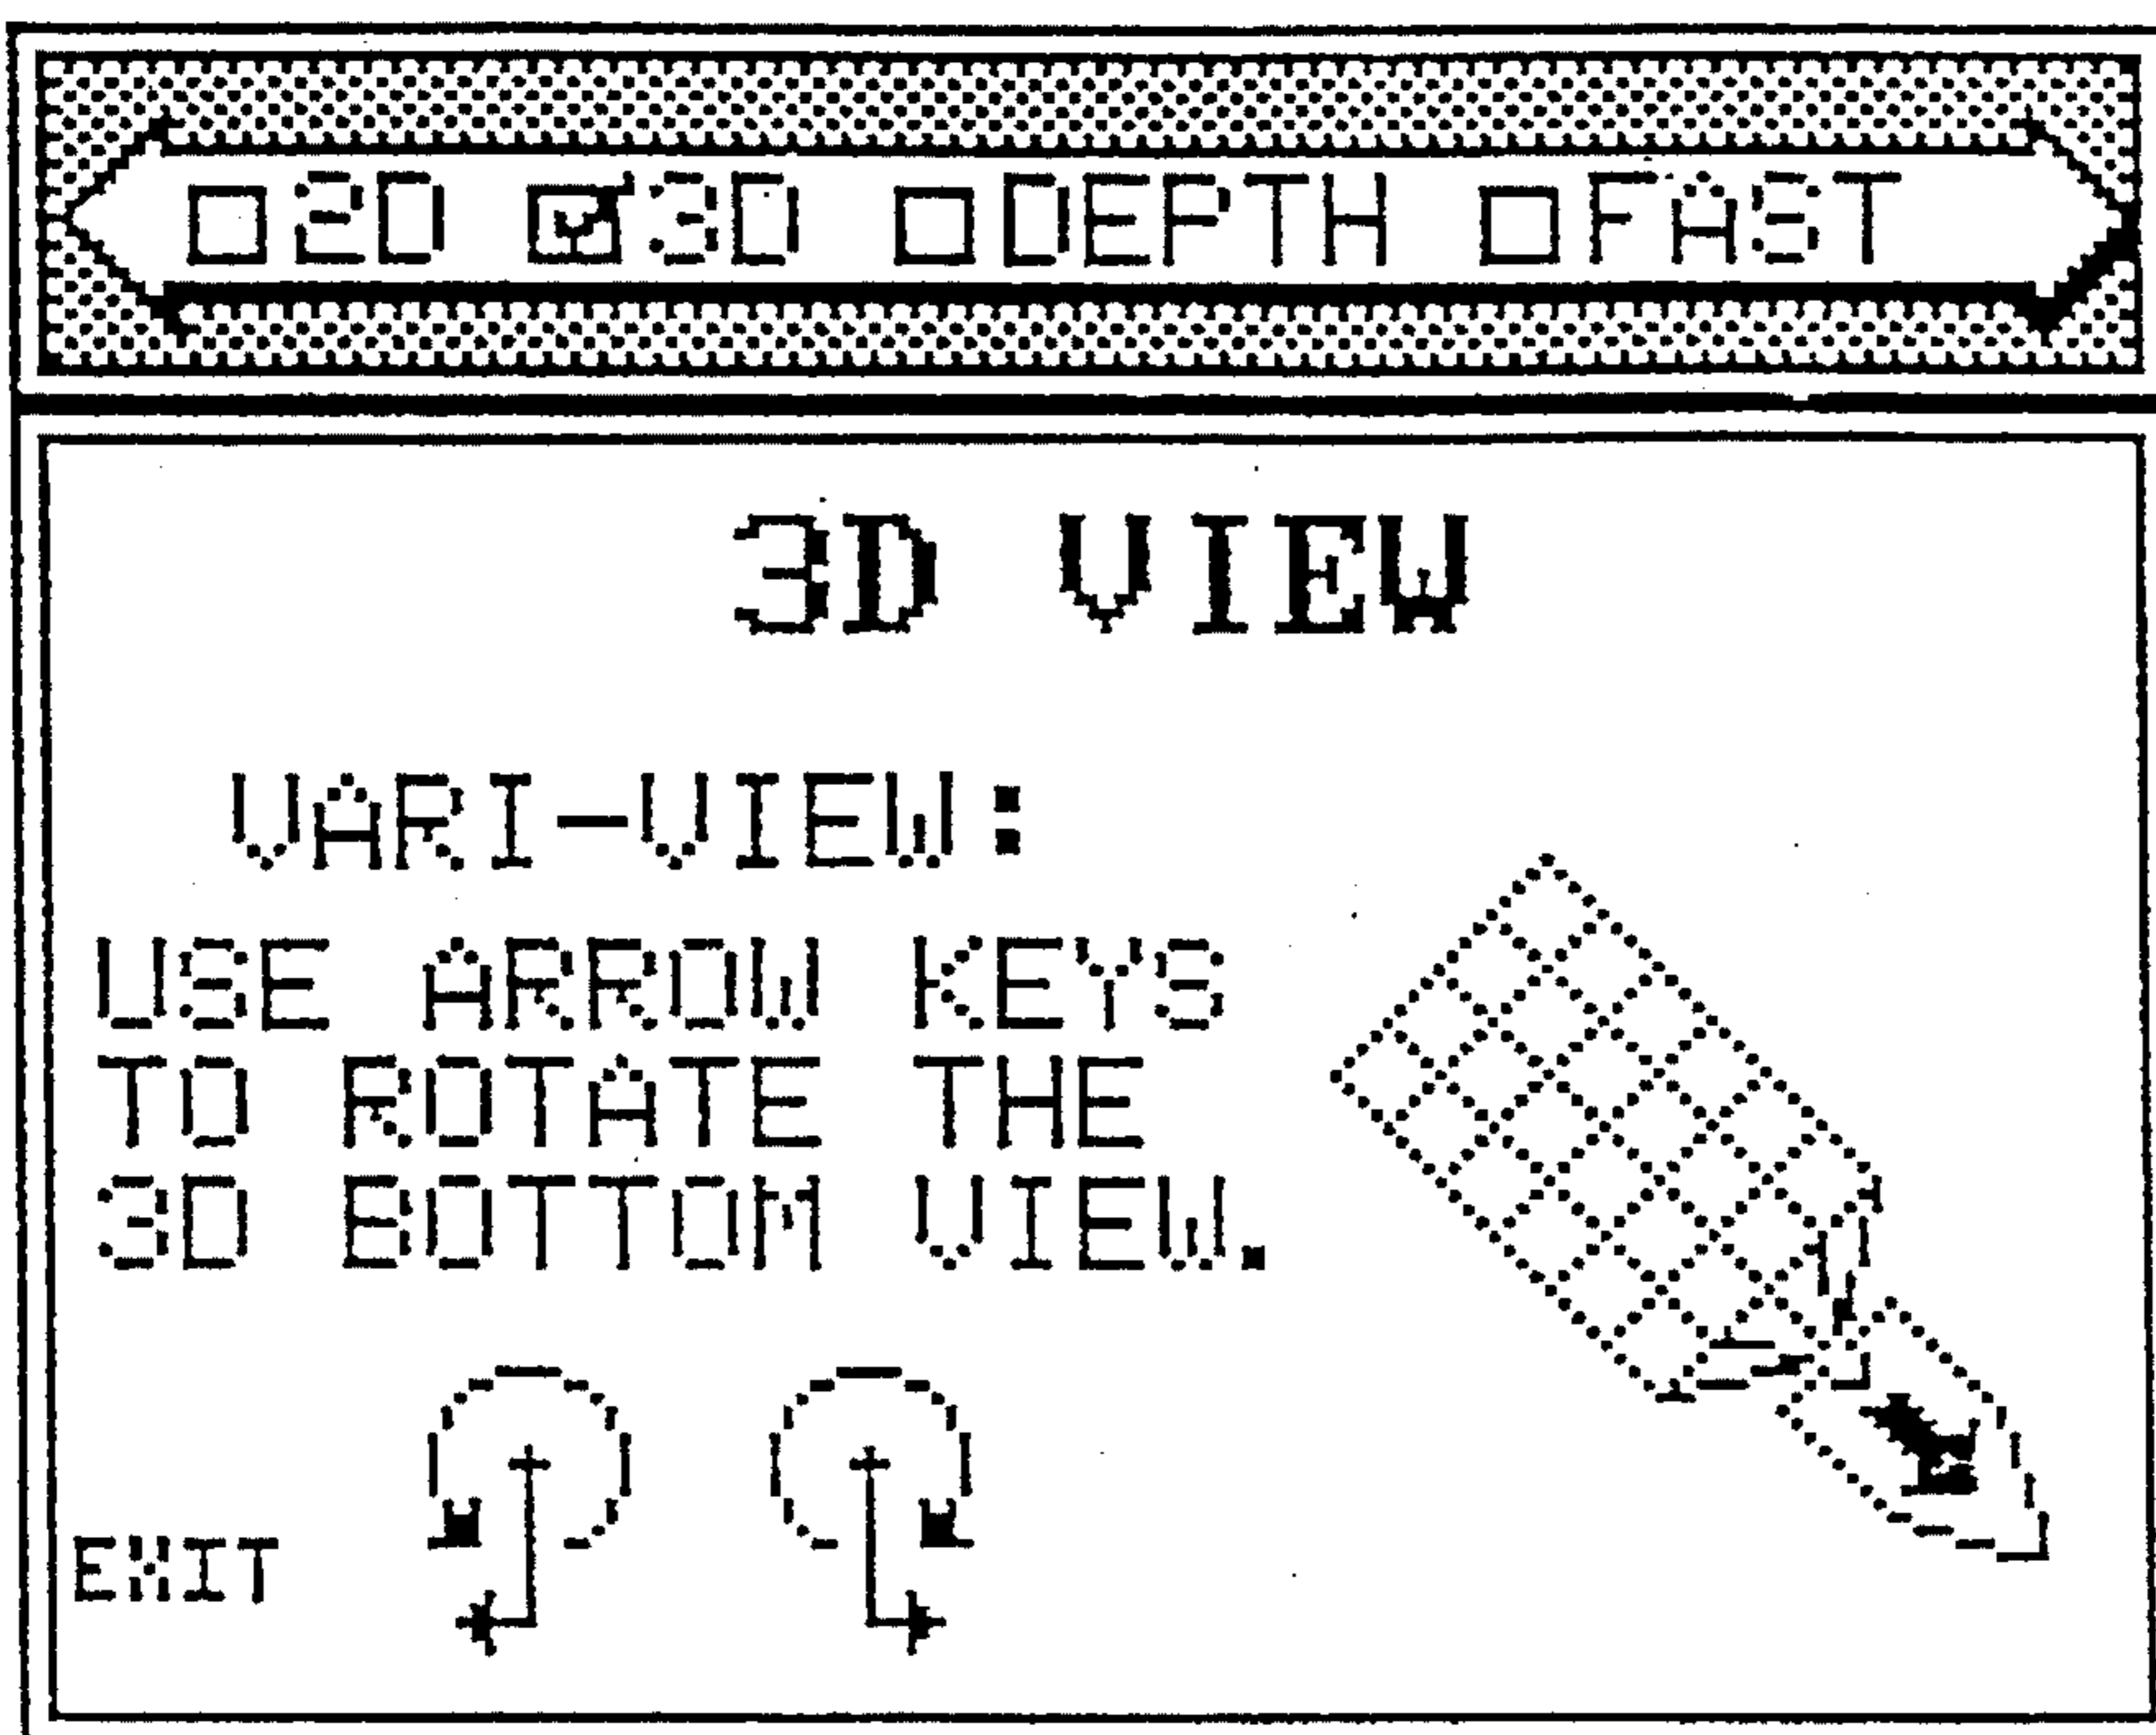 2D 3D DEPTH FAST
3D VIEW
VARI-VIEW:
USE ARROW KEYS
TO ROTATE THE
3D BOTTOM VIEW.
EXIT